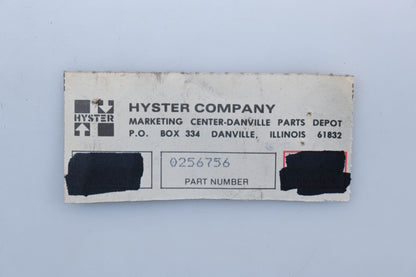 HYSTER
HYSTER COMPANY
MARKETING CENTER-DANVILLE PARTS DEPOT
P.O. BOX 334 DANVILLE, ILLINOIS 61832
0256756
PART NUMBER